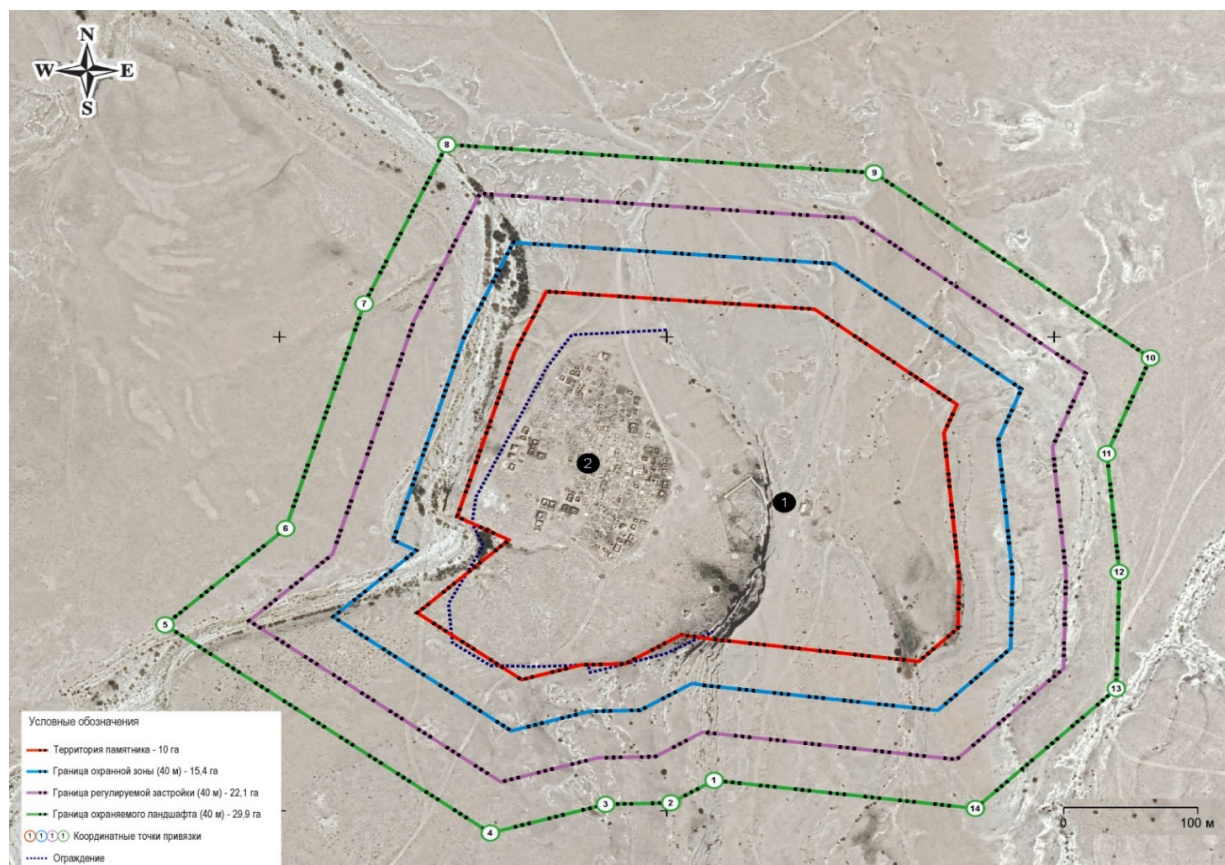 N
W E
S
8
9
7
10
11
2
1
6
12
5
13
1
3
2
14
4
Условные обозначения
Территория памятника - 10 га
Граница охранной зоны (40 м) - 15,4 га
Граница регулируемой застройки (40 м) - 22,1 га
Граница охраняемого ландшафта (40 м) - 29,9 га
1 1 1 1 Координатные точки привязки
Ограждение
0 100 м